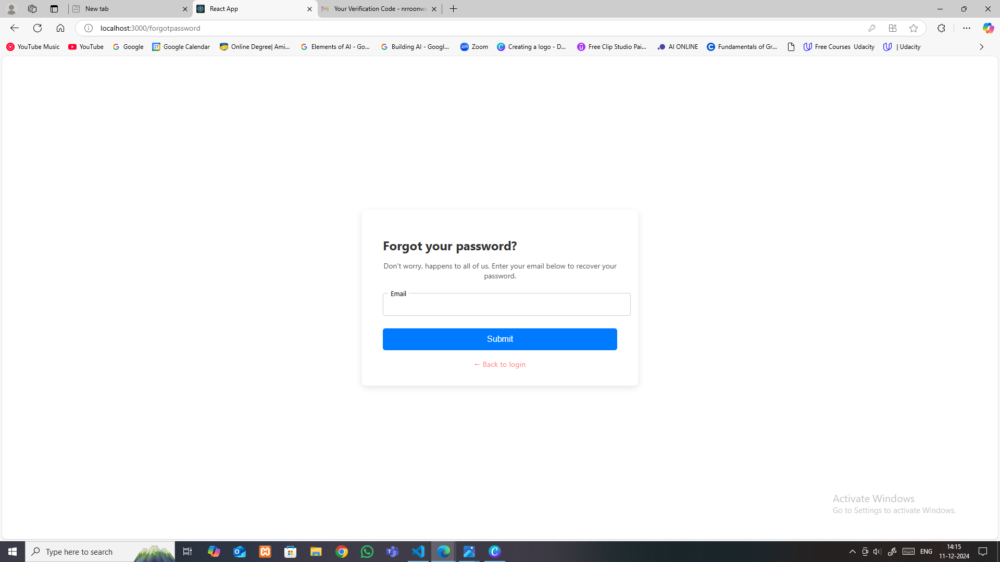 New tab
React App
Your Verification Code - nrroonwa
localhost:3000/forgotpassword
YouTube Music
YouTube
Google
27
Google Calendar
Online Degree| Ami...
Elements of AI - Go...
Building AI - Googl...
zm
Zoom
Creating a logo - D...
Free Clip Studio Pai...
AI ONLINE
Fundamentals of Gr...
Free Courses Udacity
| Udacity
Forgot your password?
Don't worry, happens to all of us. Enter your email below to recover your
password.
Email
Submit
← Back to login
Activate Windows
Go to Settings to activate Windows.
Type here to search
ENG
14:15
11-12-2024